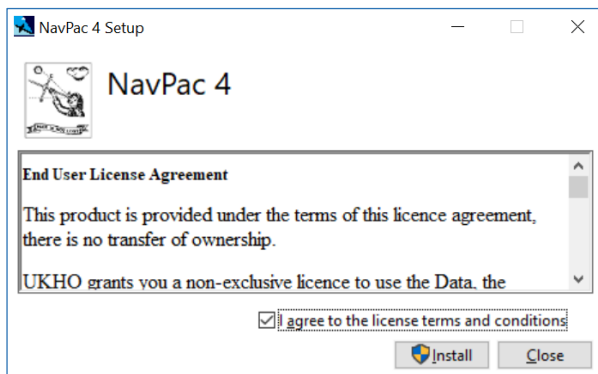 NavPac 4 Setup
NavPac 4
End User License Agreement
This product is provided under the terms of this licence agreement,
there is no transfer of ownership.
UKHO grants you a non-exclusive licence to use the Data, the
I agree to the license terms and conditions
Install Close